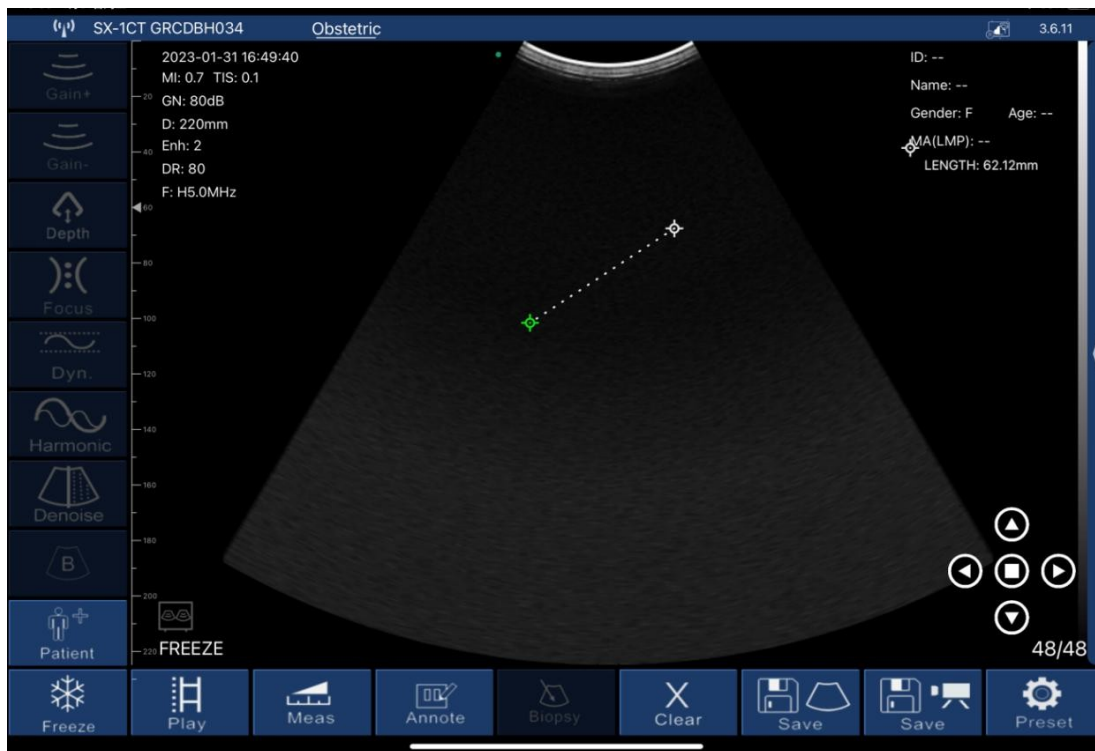 SX-1CT GRCDBH034 Obstetric 3.6.11
2023-01-31 16:49:40
MI: 0.7 TIS: 0.1
GN: 80dB
D: 220mm
Enh: 2
DR: 80
F: H5.0MHz
ID: --
Name: --
Gender: F Age: --
MA(LMP): --
LENGTH: 62.12mm
Gain+
Gain-
Depth
Focus
Dyn.
Harmonic
Denoise
B
Patient
20
40
60
80
100
120
140
160
180
200
220
FREEZE
48/48
Freeze
Play
Meas
Annote
Biopsy
Clear
Save
Save
Preset